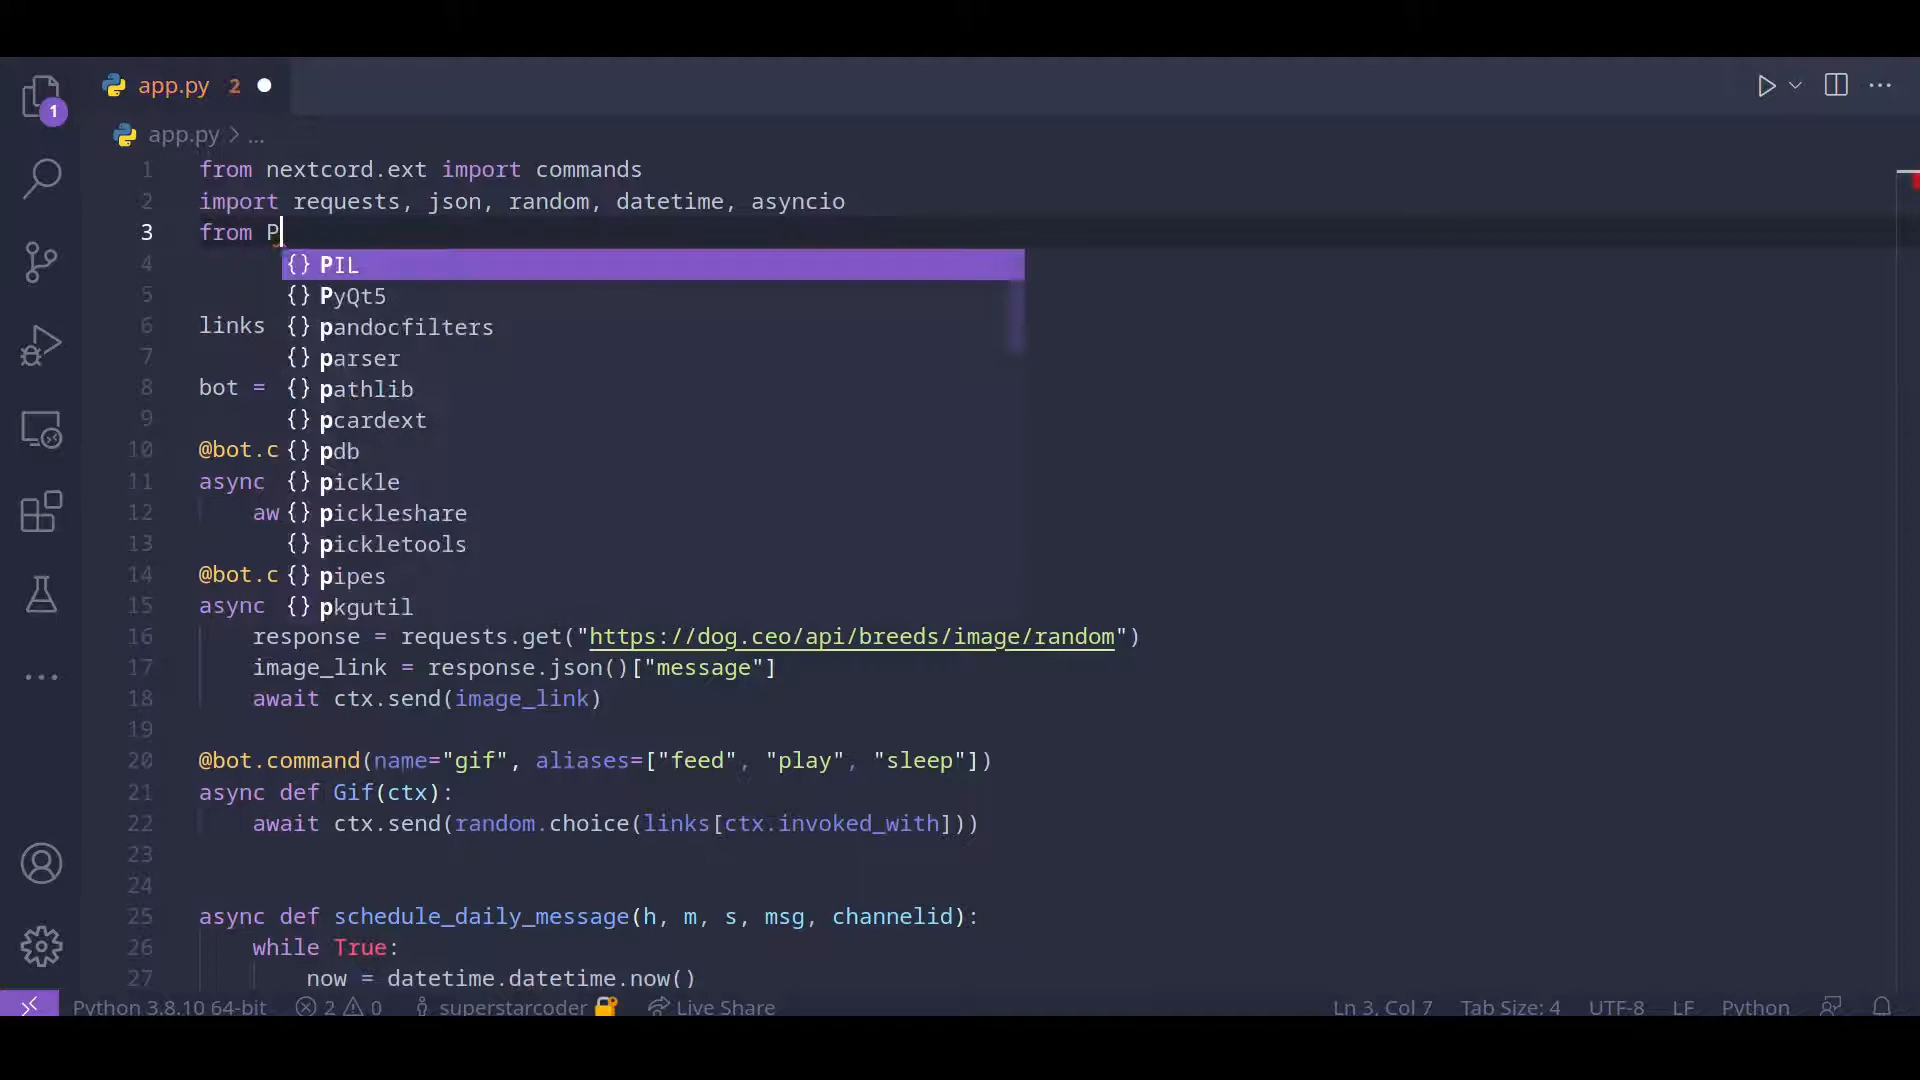 1
app.py 2
app.py > ...
1 from nextcord.ext import commands
2 import requests, json, random, datetime, asyncio
3 from P
4 {} PIL
5 {} PyQt5
6 links {} pandocfilters
7 {} parser
8 bot = {} pathlib
9 {} pcardext
10 @bot.c {} pdb
11 async {} pickle
12 aw {} pickleshare
13 {} pickletools
14 @bot.c {} pipes
15 async {} pkgutil
16 response = requests.get("https://dog.ceo/api/breeds/image/random")
17 image_link = response.json()["message"]
18 await ctx.send(image_link)
19
20 @bot.command(name="gif", aliases=["feed", "play", "sleep"])
21 async def Gif(ctx):
22 await ctx.send(random.choice(links[ctx.invoked_with]))
23
24
25 async def schedule_daily_message(h, m, s, msg, channelid):
26 while True:
27 now = datetime.datetime.now()
Python 3.8.10 64-bit 2 0 superstarcoder Live Share Ln 3, Col 7 Tab Size: 4 UTF-8 LF Python